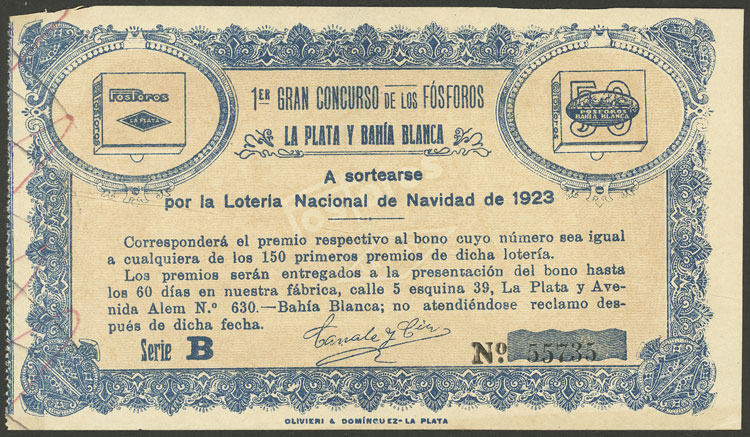 1ER GRAN CONCURSO DE LOS FÓSFOROS
LA PLATA Y BAHÍA BLANCA
FÓSFOROS
LA PLATA
50
FOSFOROS
BAHIA BLANCA
A sortearse
por la Lotería Nacional de Navidad de 1923
Corresponderá el premio respectivo al bono cuyo número sea igual
a cualquiera de los 150 primeros premios de dicha lotería.
Los premios serán entregados a la presentación del bono hasta
los 60 días en nuestra fábrica, calle 5 esquina 39, La Plata y Ave-
nida Alem N.º 630.—Bahía Blanca; no atendiéndose reclamo des-
pués de dicha fecha.
Serie B
Nº 55735
OLIVIERI & DOMÍNGUEZ-LA PLATA